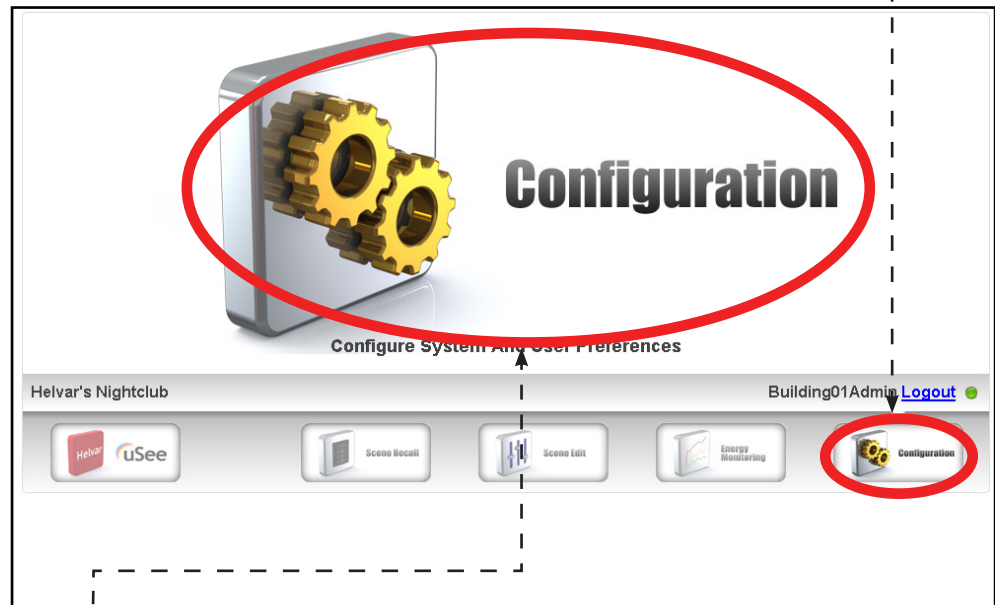 Configuration
Configure System And User Preferences
Helvar's Nightclub
Building01Admin Logout
Helvar uSee
Scene Recall
Scene Edit
Energy
Monitoring
Configuration